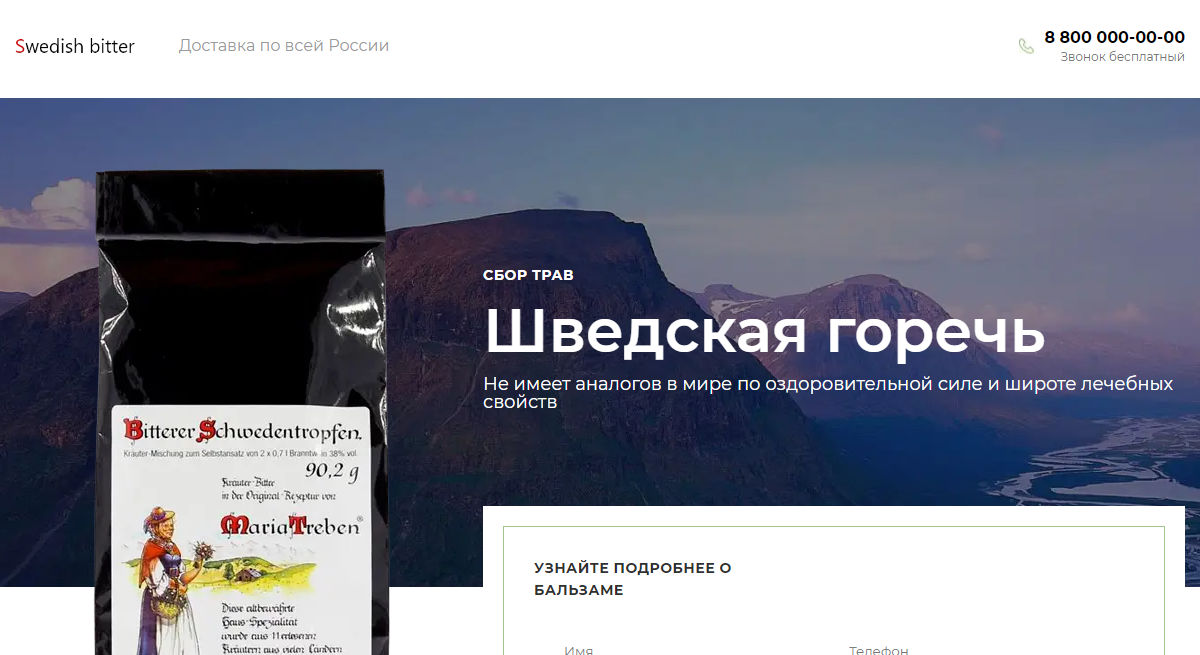 Swedish bitter
Доставка по всей России
8 800 000-00-00
Звонок бесплатный
СБОР ТРАВ
Шведская горечь
Не имеет аналогов в мире по оздоровительной силе и широте лечебных
свойств
Bitterer Schwedentropfen.
Kräuter-Mischung zum Selbstansatz von 2 x 0,7 l Branntw. in 38% vol.
90,2 g
Kräuter-Bitter
in der Original-Rezeptur von
Maria Treben®
Diese altbewährte
Haus-Spezialität
wurde aus 11 erlesenen
Kräutern aus vielen Ländern
УЗНАЙТЕ ПОДРОБНЕЕ О
БАЛЬЗАМЕ
Имя
Телефон